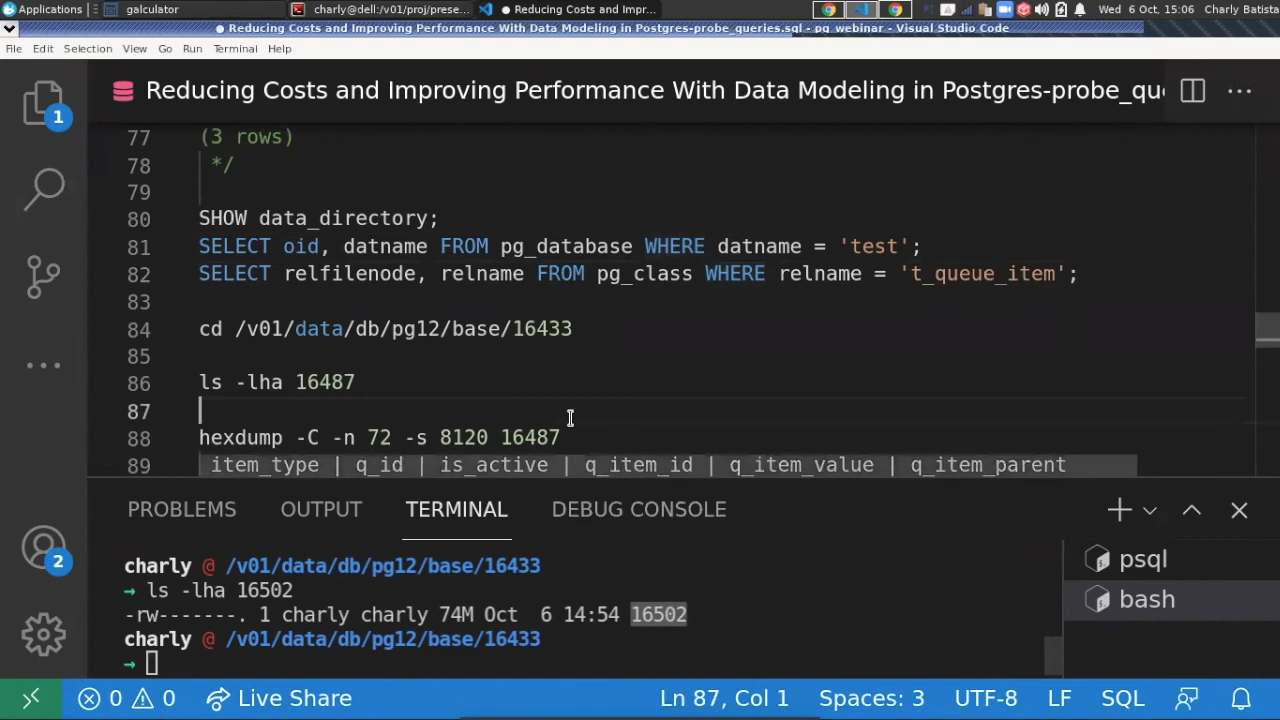 Applications galculator charly@dell:/v01/proj/prese... ● Reducing Costs and Impr... Wed 6 Oct, 15:06 Charly Batista
● Reducing Costs and Improving Performance With Data Modeling in Postgres-probe_queries.sql - pg_webinar - Visual Studio Code
File Edit Selection View Go Run Terminal Help
Reducing Costs and Improving Performance With Data Modeling in Postgres-probe_qu
1
77 (3 rows)
78 */
79
80 SHOW data_directory;
81 SELECT oid, datname FROM pg_database WHERE datname = 'test';
82 SELECT relfilenode, relname FROM pg_class WHERE relname = 't_queue_item';
83
84 cd /v01/data/db/pg12/base/16433
85
86 ls -lha 16487
87
88 hexdump -C -n 72 -s 8120 16487
89 item_type | q_id | is_active | q_item_id | q_item_value | q_item_parent
PROBLEMS OUTPUT TERMINAL DEBUG CONSOLE
charly @ /v01/data/db/pg12/base/16433
→ ls -lha 16502
-rw-------. 1 charly charly 74M Oct 6 14:54 16502
charly @ /v01/data/db/pg12/base/16433
→
psql
bash
2
0 0 Live Share Ln 87, Col 1 Spaces: 3 UTF-8 LF SQL